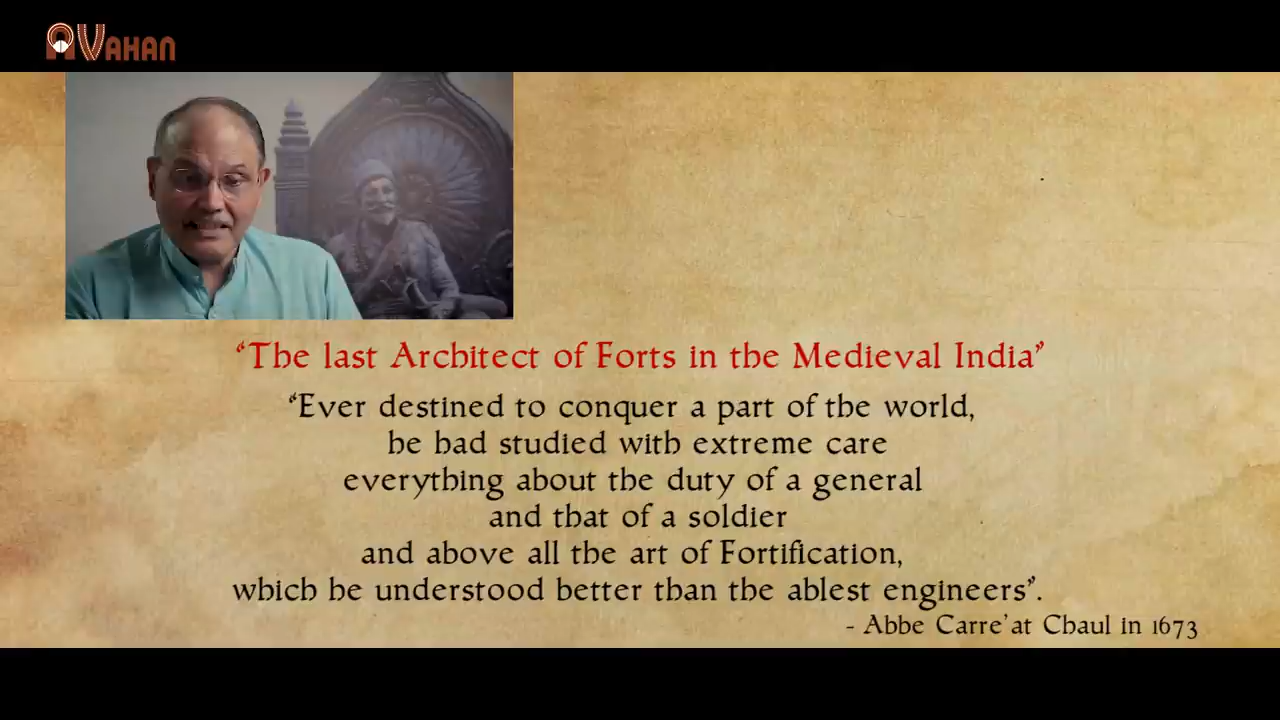 AVAHAN
“The last Architect of Forts in the Medieval India”
“Ever destined to conquer a part of the world,
he had studied with extreme care
everything about the duty of a general
and that of a soldier
and above all the art of Fortification,
which he understood better than the ablest engineers”.
- Abbe Carre’at Chaul in 1673